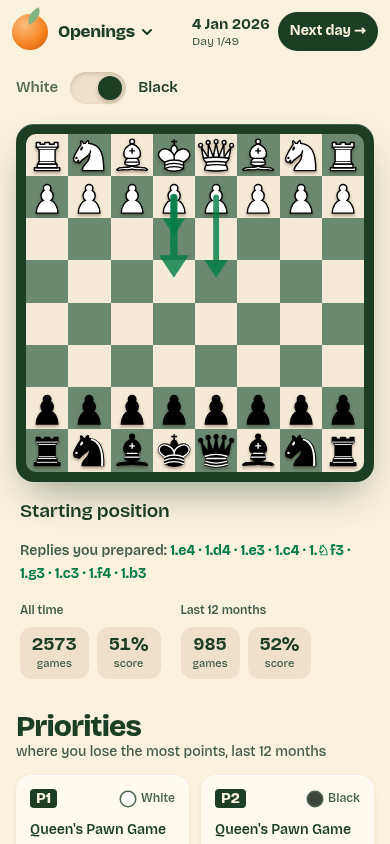 Openings
4 Jan 2026
Day 1/49
Next day →
White
Black
Starting position
Replies you prepared: 1.e4 · 1.d4 · 1.e3 · 1.c4 · 1.♘f3 ·
1.g3 · 1.c3 · 1.f4 · 1.b3
All time
Last 12 months
2573
games
51%
score
985
games
52%
score
Priorities
where you lose the most points, last 12 months
P1
White
Queen's Pawn Game
P2
Black
Queen's Pawn Game